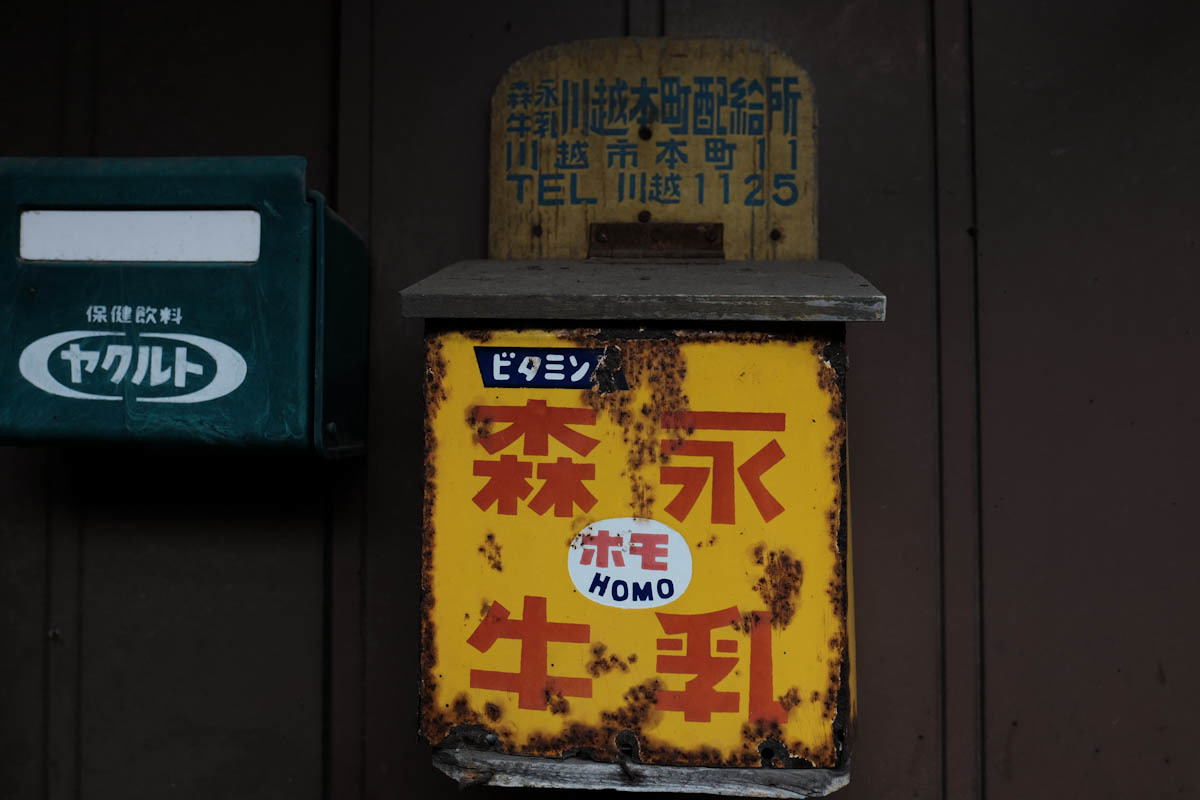 森永牛乳川越本町配給所
川越市本町11
TEL 川越1125
保健飲料
ヤクルト
ビタミン
森永
ホモ
HOMO
牛乳